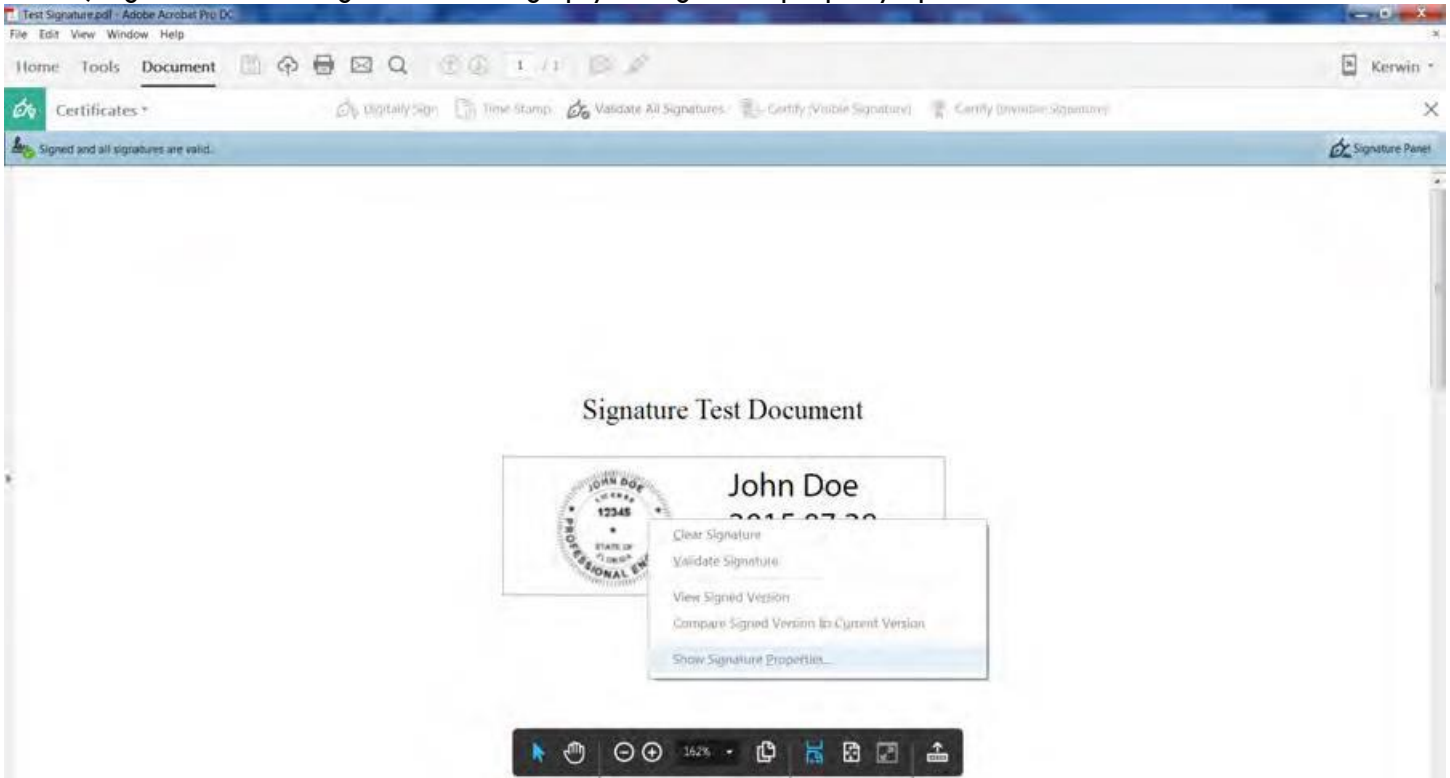 Test Signature.pdf - Adobe Acrobat Pro DC
File Edit View Window Help
Home Tools Document 1 / 1 Kerwin
Certificates Digitally Sign Time Stamp Validate All Signatures Certify (Visible Signature) Certify (Invisible Signature)
Signed and all signatures are valid. Signature Panel
Signature Test Document
JOHN DOE
LICENSE
12345
STATE OF
FLORIDA
PROFESSIONAL
John Doe
Clear Signature
Validate Signature
View Signed Version
Compare Signed Version to Current Version
Show Signature Properties...
162%